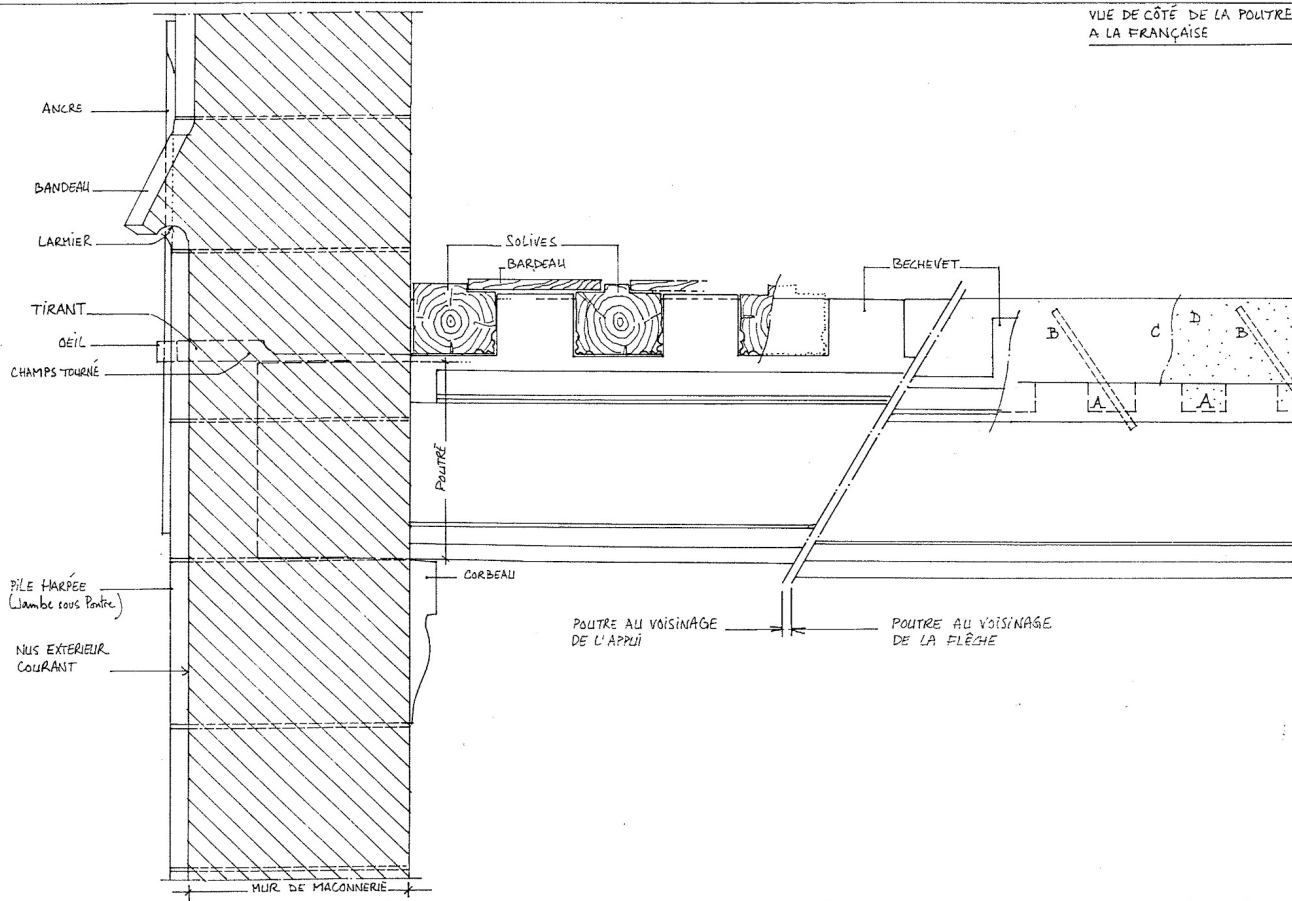 VUE DE CÔTÉ DE LA POUTRE
A LA FRANÇAISE
ANCRE
BANDEAU
LARMIER
SOLIVES
BARDEAU
BECHEVET
TIRANT
OEIL
CHAMPS TOURNÉ
B
C
D
B
A
A
POUTRE
PILE HARPÉE
(Jambe sous Poutre)
CORBEAU
NUS EXTERIEUR
COURANT
POUTRE AU VOISINAGE
DE L'APPUI
POUTRE AU VOISINAGE
DE LA FLÊCHE
MUR DE MACONNERIE